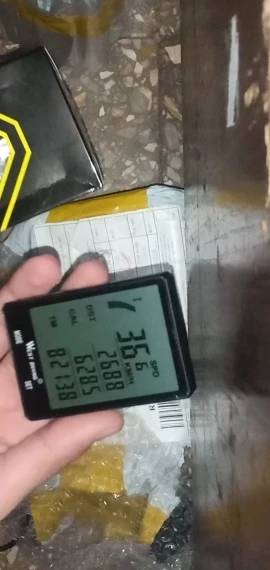 SPD
36.6 KM/H
DST 2688
CAL 6285
TM 82138
WEST BIKING®
MODE SET